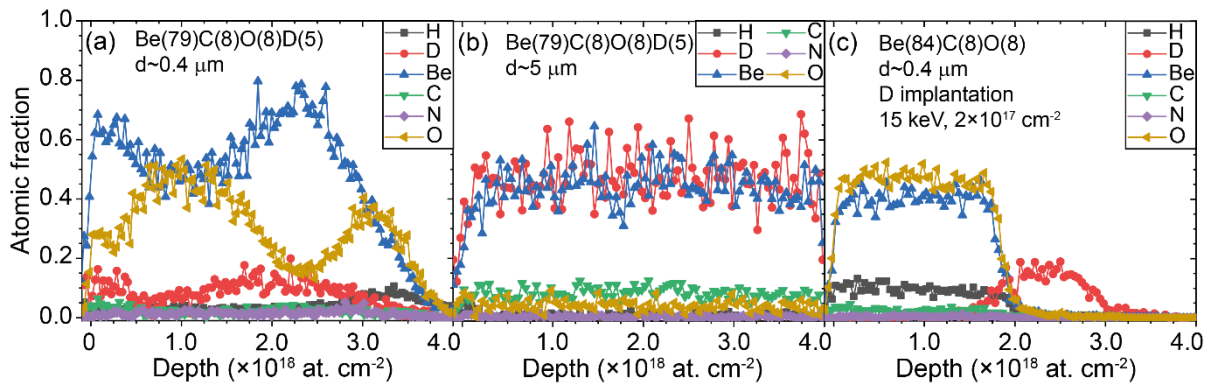 Atomic fraction
1.0
0.8
0.6
0.4
0.2
0.0
(a) Be(79)C(8)O(8)D(5)
d~0.4 μm
H
D
Be
C
N
O
0 1.0 2.0 3.0
Depth (×10¹⁸ at. cm⁻²)
(b) Be(79)C(8)O(8)D(5)
d~5 μm
H C
D N
Be O
4.0 1.0 2.0 3.0
Depth (×10¹⁸ at. cm⁻²)
(c) Be(84)C(8)O(8)
d~0.4 μm
D implantation
15 keV, 2×10¹⁷ cm⁻²
H
D
Be
C
N
O
4.0 1.0 2.0 3.0 4.0
Depth (×10¹⁸ at. cm⁻²)